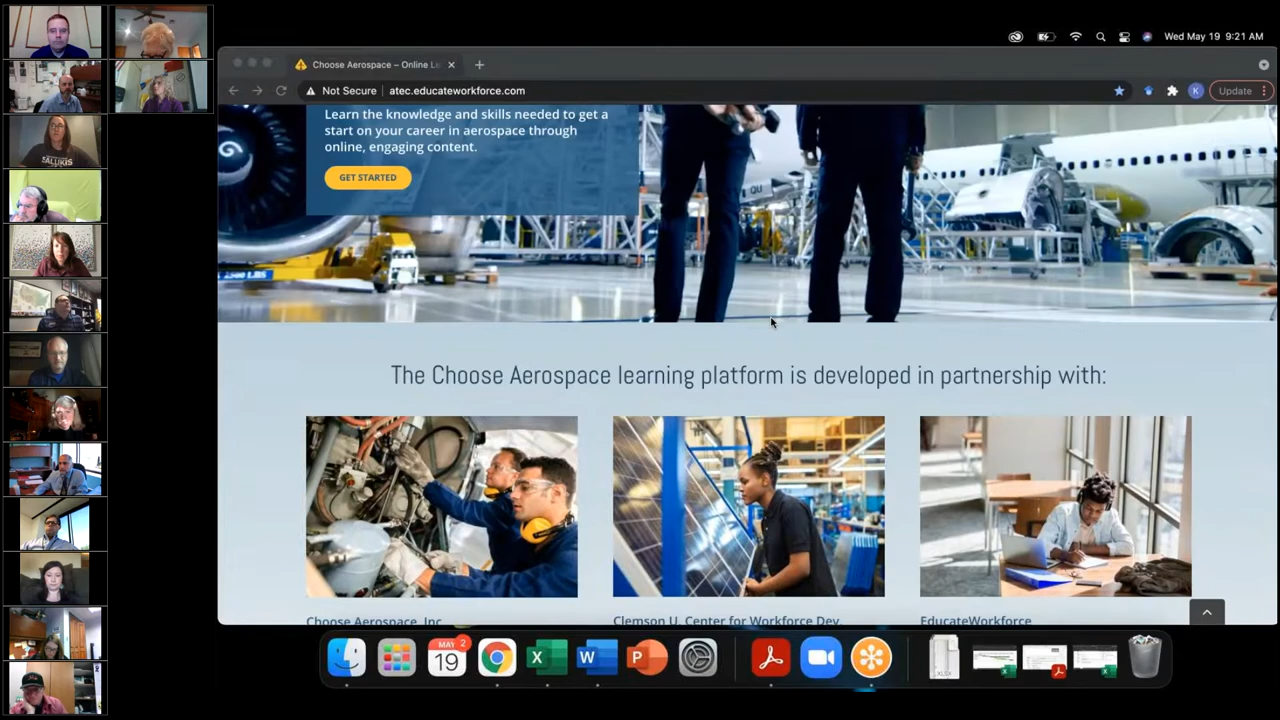 Wed May 19 9:21 AM
Choose Aerospace – Online Le
Not Secure
atec.educateworkforce.com
K
Update
Learn the knowledge and skills needed to get a
start on your career in aerospace through
online, engaging content.
GET STARTED
The Choose Aerospace learning platform is developed in partnership with:
Choose Aerospace, Inc
Clemson U. Center for Workforce Dev.
EducateWorkforce
SALUKIS
MAY
19
2
X
W
P